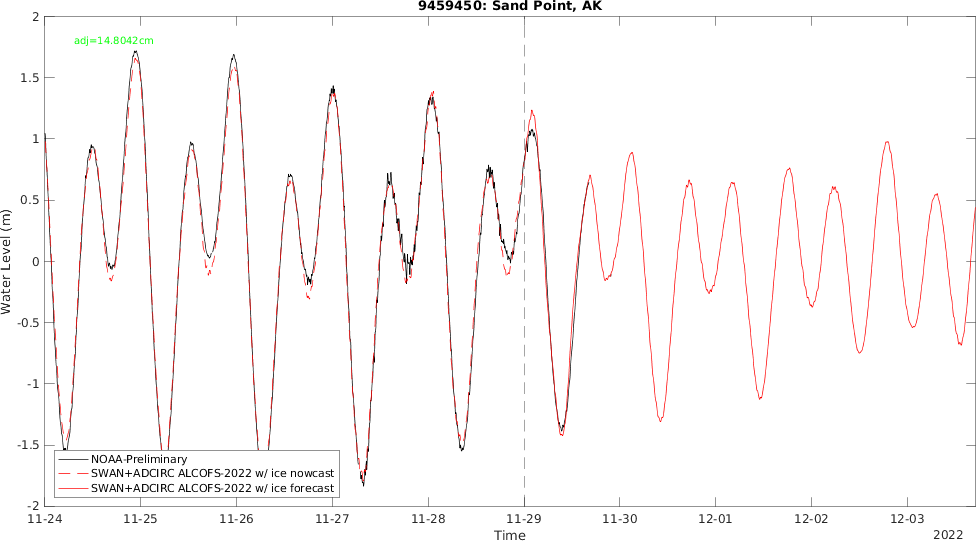 9459450: Sand Point, AK
adj=14.8042cm
Water Level (m)
2
1.5
1
0.5
0
-0.5
-1
-1.5
-2
NOAA-Preliminary
SWAN+ADCIRC ALCOFS-2022 w/ ice nowcast
SWAN+ADCIRC ALCOFS-2022 w/ ice forecast
11-24 11-25 11-26 11-27 11-28 11-29 11-30 12-01 12-02 12-03
Time
2022